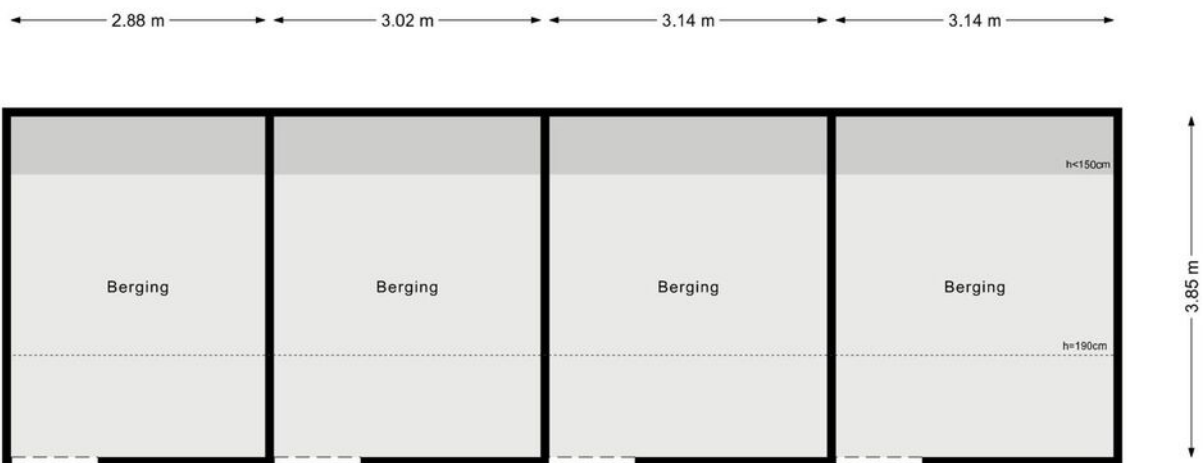 2.88 m
3.02 m
3.14 m
3.14 m
h<150cm
3.85 m
Berging
Berging
Berging
Berging
h=190cm